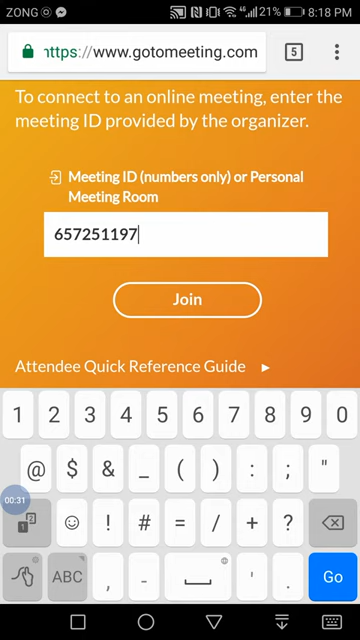 ZONG 21% 8:18 PM
https://www.gotomeeting.com 5
To connect to an online meeting, enter the
meeting ID provided by the organizer.
Meeting ID (numbers only) or Personal
Meeting Room
657251197
Join
Attendee Quick Reference Guide ►
1 2 3 4 5 6 7 8 9 0
@ $ & _ ( ) : ; "
00:31
1 2 ! # = / + ?
ABC , - ' . Go